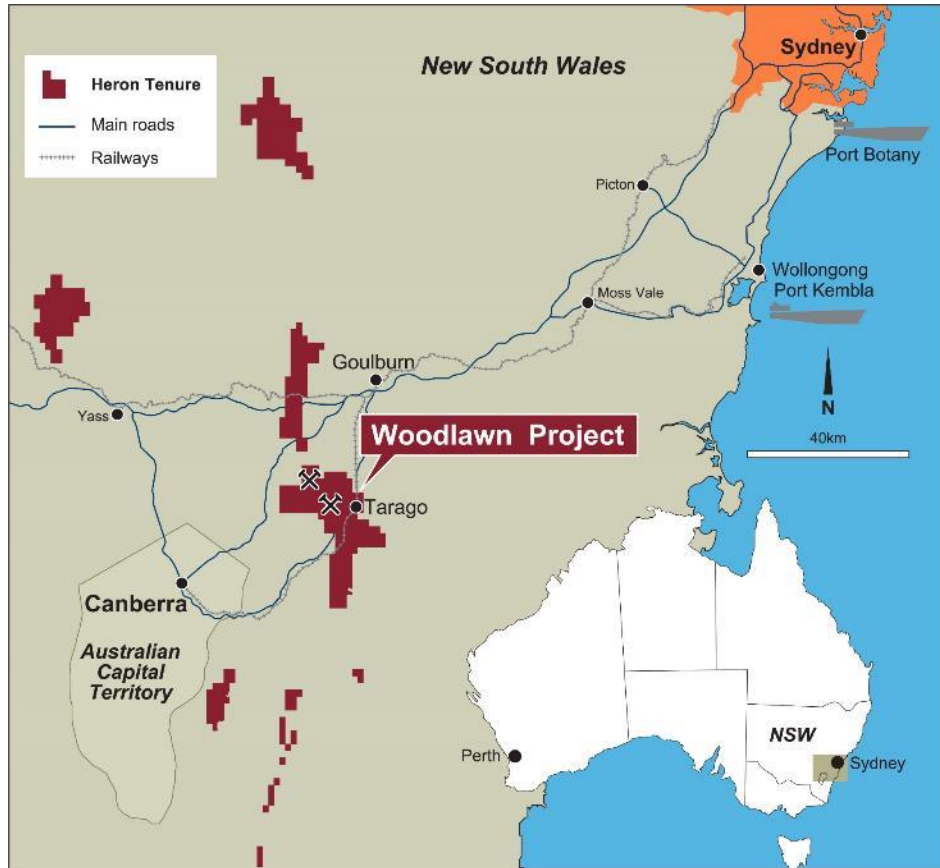 New South Wales
Sydney
Heron Tenure
Main roads
Railways
Port Botany
Picton
Wollongong
Port Kembla
Moss Vale
Goulburn
Yass
N
40km
Woodlawn Project
Tarago
Canberra
Australian
Capital
Territory
NSW
Perth
Sydney